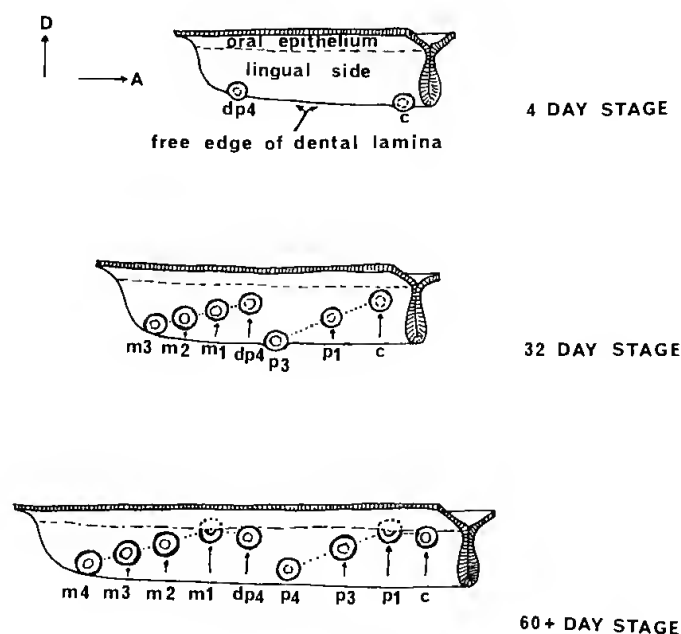 D
A
oral epithelium
lingual side
dp4 c
free edge of dental lamina
4 DAY STAGE
m3 m2 m1 dp4 p3 p1 c
32 DAY STAGE
m4 m3 m2 m1 dp4 p4 p3 p1 c
60+ DAY STAGE